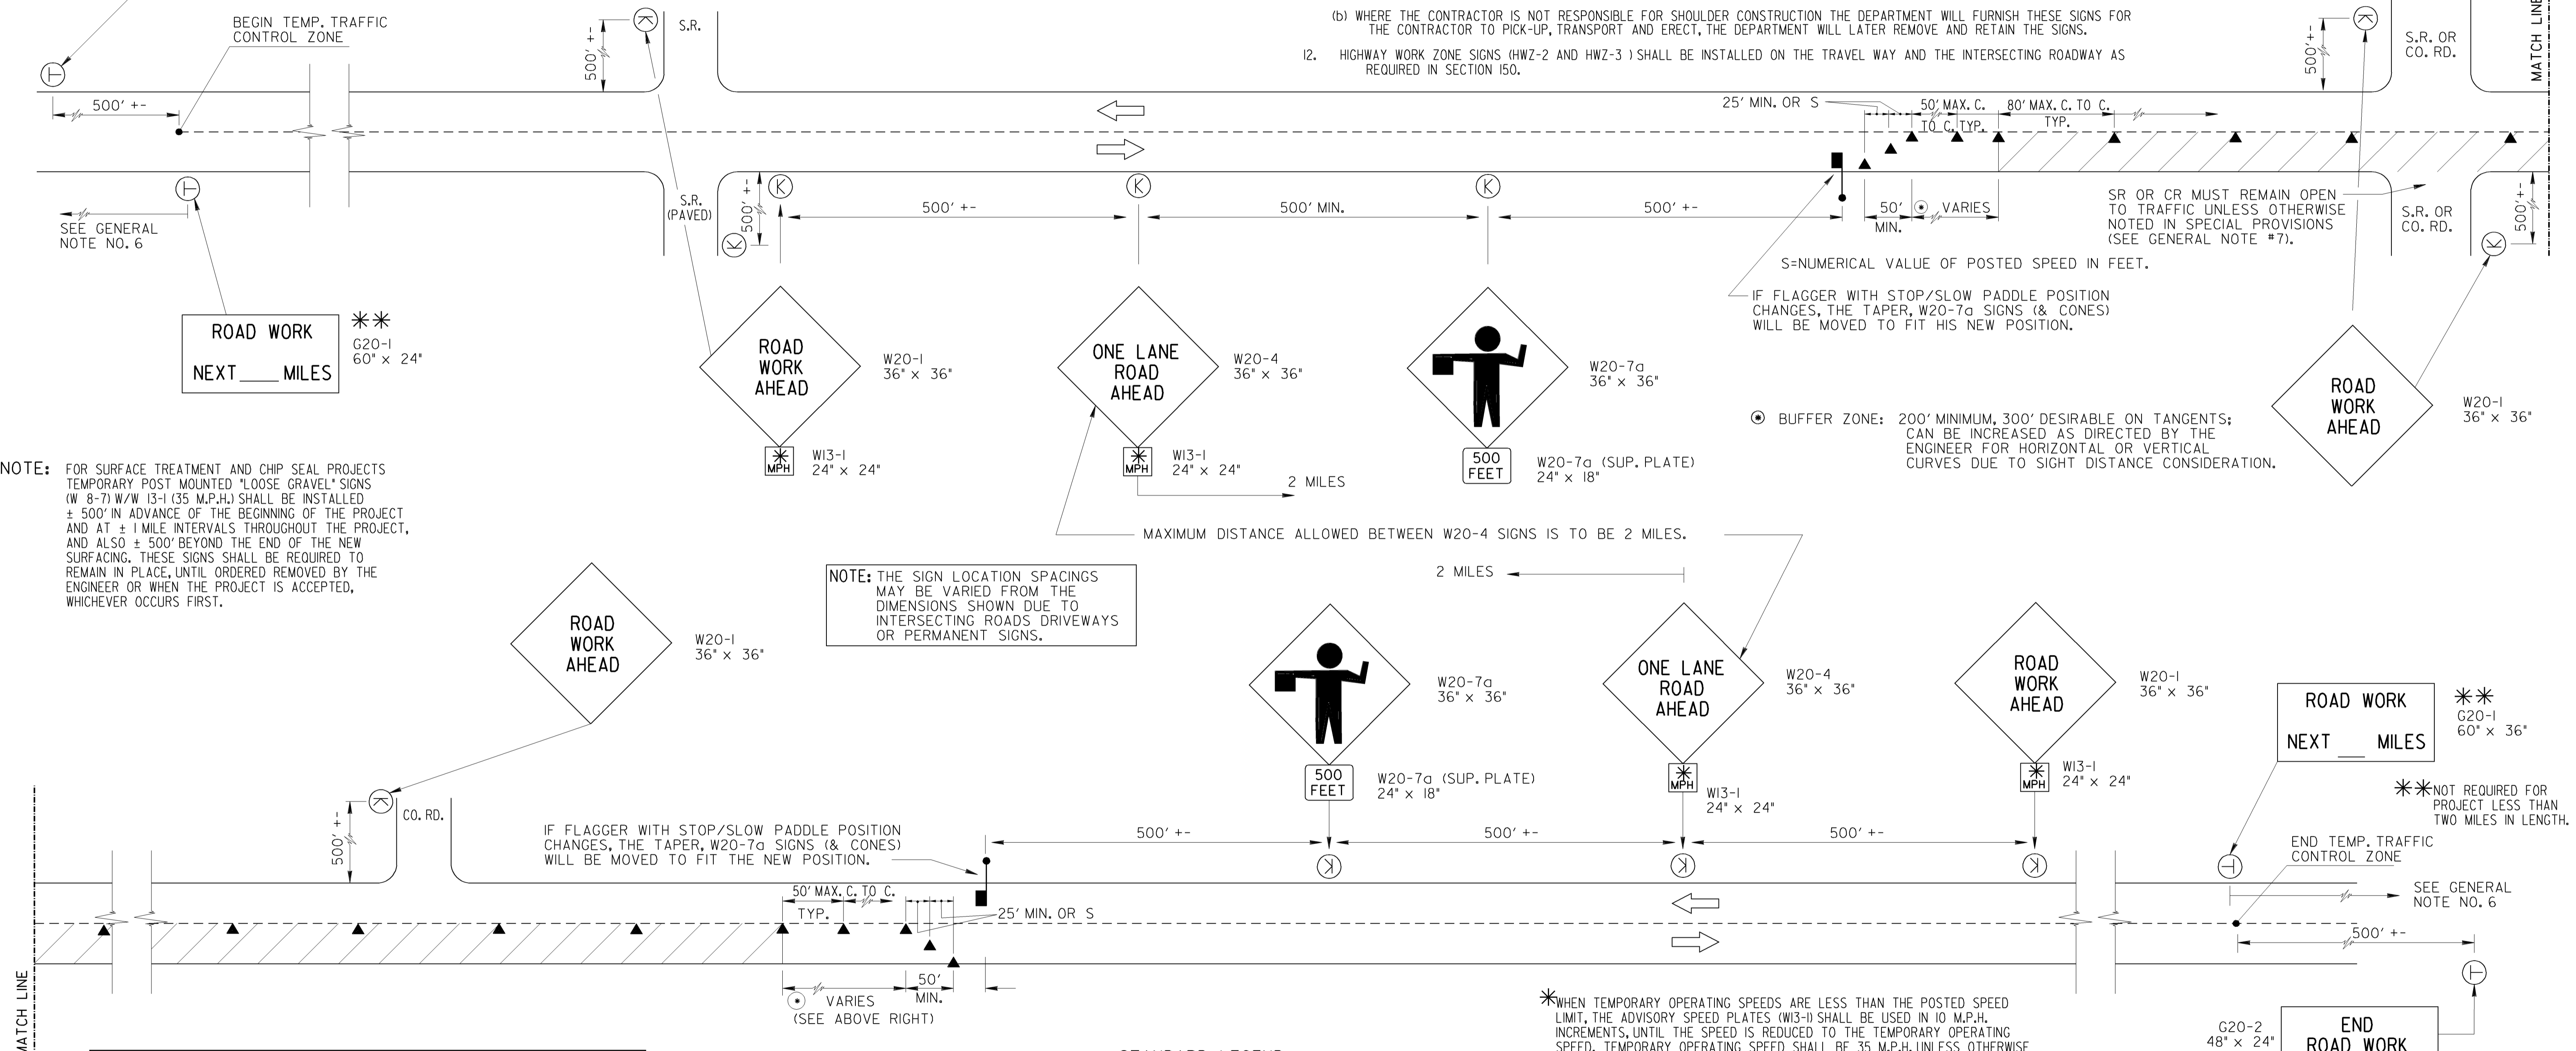 BEGIN TEMP. TRAFFIC
CONTROL ZONE
500' +-
T
500' +-
K
S.R.
(b) WHERE THE CONTRACTOR IS NOT RESPONSIBLE FOR SHOULDER CONSTRUCTION THE DEPARTMENT WILL FURNISH THESE SIGNS FOR
THE CONTRACTOR TO PICK-UP, TRANSPORT AND ERECT, THE DEPARTMENT WILL LATER REMOVE AND RETAIN THE SIGNS.
12. HIGHWAY WORK ZONE SIGNS (HWZ-2 AND HWZ-3 ) SHALL BE INSTALLED ON THE TRAVEL WAY AND THE INTERSECTING ROADWAY AS
REQUIRED IN SECTION 150.
500'+-
K
S.R. OR
CO. RD.
MATCH LINE
25' MIN. OR S
50' MAX. C.
TO C. TYP.
80' MAX. C. TO C.
TYP.
T
SEE GENERAL
NOTE NO. 6
S.R.
(PAVED)
500' +-
K
K
500' +-
K
500' MIN.
K
500' +-
50'
MIN.
VARIES
SR OR CR MUST REMAIN OPEN
TO TRAFFIC UNLESS OTHERWISE
NOTED IN SPECIAL PROVISIONS
(SEE GENERAL NOTE #7).
S.R. OR
CO. RD.
500'+-
K
S=NUMERICAL VALUE OF POSTED SPEED IN FEET.
IF FLAGGER WITH STOP/SLOW PADDLE POSITION
CHANGES, THE TAPER, W20-7a SIGNS (& CONES)
WILL BE MOVED TO FIT HIS NEW POSITION.
ROAD WORK
NEXT ____ MILES
**
G20-1
60" x 24"
ROAD
WORK
AHEAD
W20-1
36" x 36"
*
MPH
W13-1
24" x 24"
ONE LANE
ROAD
AHEAD
W20-4
36" x 36"
*
MPH
W13-1
24" x 24"
2 MILES
W20-7a
36" x 36"
500
FEET
W20-7a (SUP. PLATE)
24" x 18"
BUFFER ZONE: 200' MINIMUM, 300' DESIRABLE ON TANGENTS;
CAN BE INCREASED AS DIRECTED BY THE
ENGINEER FOR HORIZONTAL OR VERTICAL
CURVES DUE TO SIGHT DISTANCE CONSIDERATION.
ROAD
WORK
AHEAD
W20-1
36" x 36"
NOTE: FOR SURFACE TREATMENT AND CHIP SEAL PROJECTS
TEMPORARY POST MOUNTED "LOOSE GRAVEL" SIGNS
(W 8-7) W/W 13-1 (35 M.P.H.) SHALL BE INSTALLED
± 500' IN ADVANCE OF THE BEGINNING OF THE PROJECT
AND AT ± 1 MILE INTERVALS THROUGHOUT THE PROJECT,
AND ALSO ± 500' BEYOND THE END OF THE NEW
SURFACING. THESE SIGNS SHALL BE REQUIRED TO
REMAIN IN PLACE, UNTIL ORDERED REMOVED BY THE
ENGINEER OR WHEN THE PROJECT IS ACCEPTED,
WHICHEVER OCCURS FIRST.
MAXIMUM DISTANCE ALLOWED BETWEEN W20-4 SIGNS IS TO BE 2 MILES.
2 MILES
NOTE: THE SIGN LOCATION SPACINGS
MAY BE VARIED FROM THE
DIMENSIONS SHOWN DUE TO
INTERSECTING ROADS DRIVEWAYS
OR PERMANENT SIGNS.
ROAD
WORK
AHEAD
W20-1
36" x 36"
W20-7a
36" x 36"
500
FEET
W20-7a (SUP. PLATE)
24" x 18"
ONE LANE
ROAD
AHEAD
W20-4
36" x 36"
*
MPH
W13-1
24" x 24"
ROAD
WORK
AHEAD
W20-1
36" x 36"
*
MPH
W13-1
24" x 24"
ROAD WORK
NEXT ___ MILES
**
G20-1
60" x 36"
**NOT REQUIRED FOR
PROJECT LESS THAN
TWO MILES IN LENGTH.
500' +-
K
CO. RD.
IF FLAGGER WITH STOP/SLOW PADDLE POSITION
CHANGES, THE TAPER, W20-7a SIGNS (& CONES)
WILL BE MOVED TO FIT THE NEW POSITION.
500' +-
K
500' +-
K
500' +-
K
T
END TEMP. TRAFFIC
CONTROL ZONE
SEE GENERAL
NOTE NO. 6
50' MAX. C. TO C.
TYP.
25' MIN. OR S
500' +-
T
MATCH LINE
VARIES
(SEE ABOVE RIGHT)
50'
MIN.
*WHEN TEMPORARY OPERATING SPEEDS ARE LESS THAN THE POSTED SPEED
LIMIT, THE ADVISORY SPEED PLATES (W13-1) SHALL BE USED IN 10 M.P.H.
INCREMENTS, UNTIL THE SPEED IS REDUCED TO THE TEMPORARY OPERATING
SPEED. TEMPORARY OPERATING SPEED SHALL BE 35 M.P.H. UNLESS OTHERWISE
G20-2
48" x 24"
END
ROAD WORK
STANDARD LEGEND